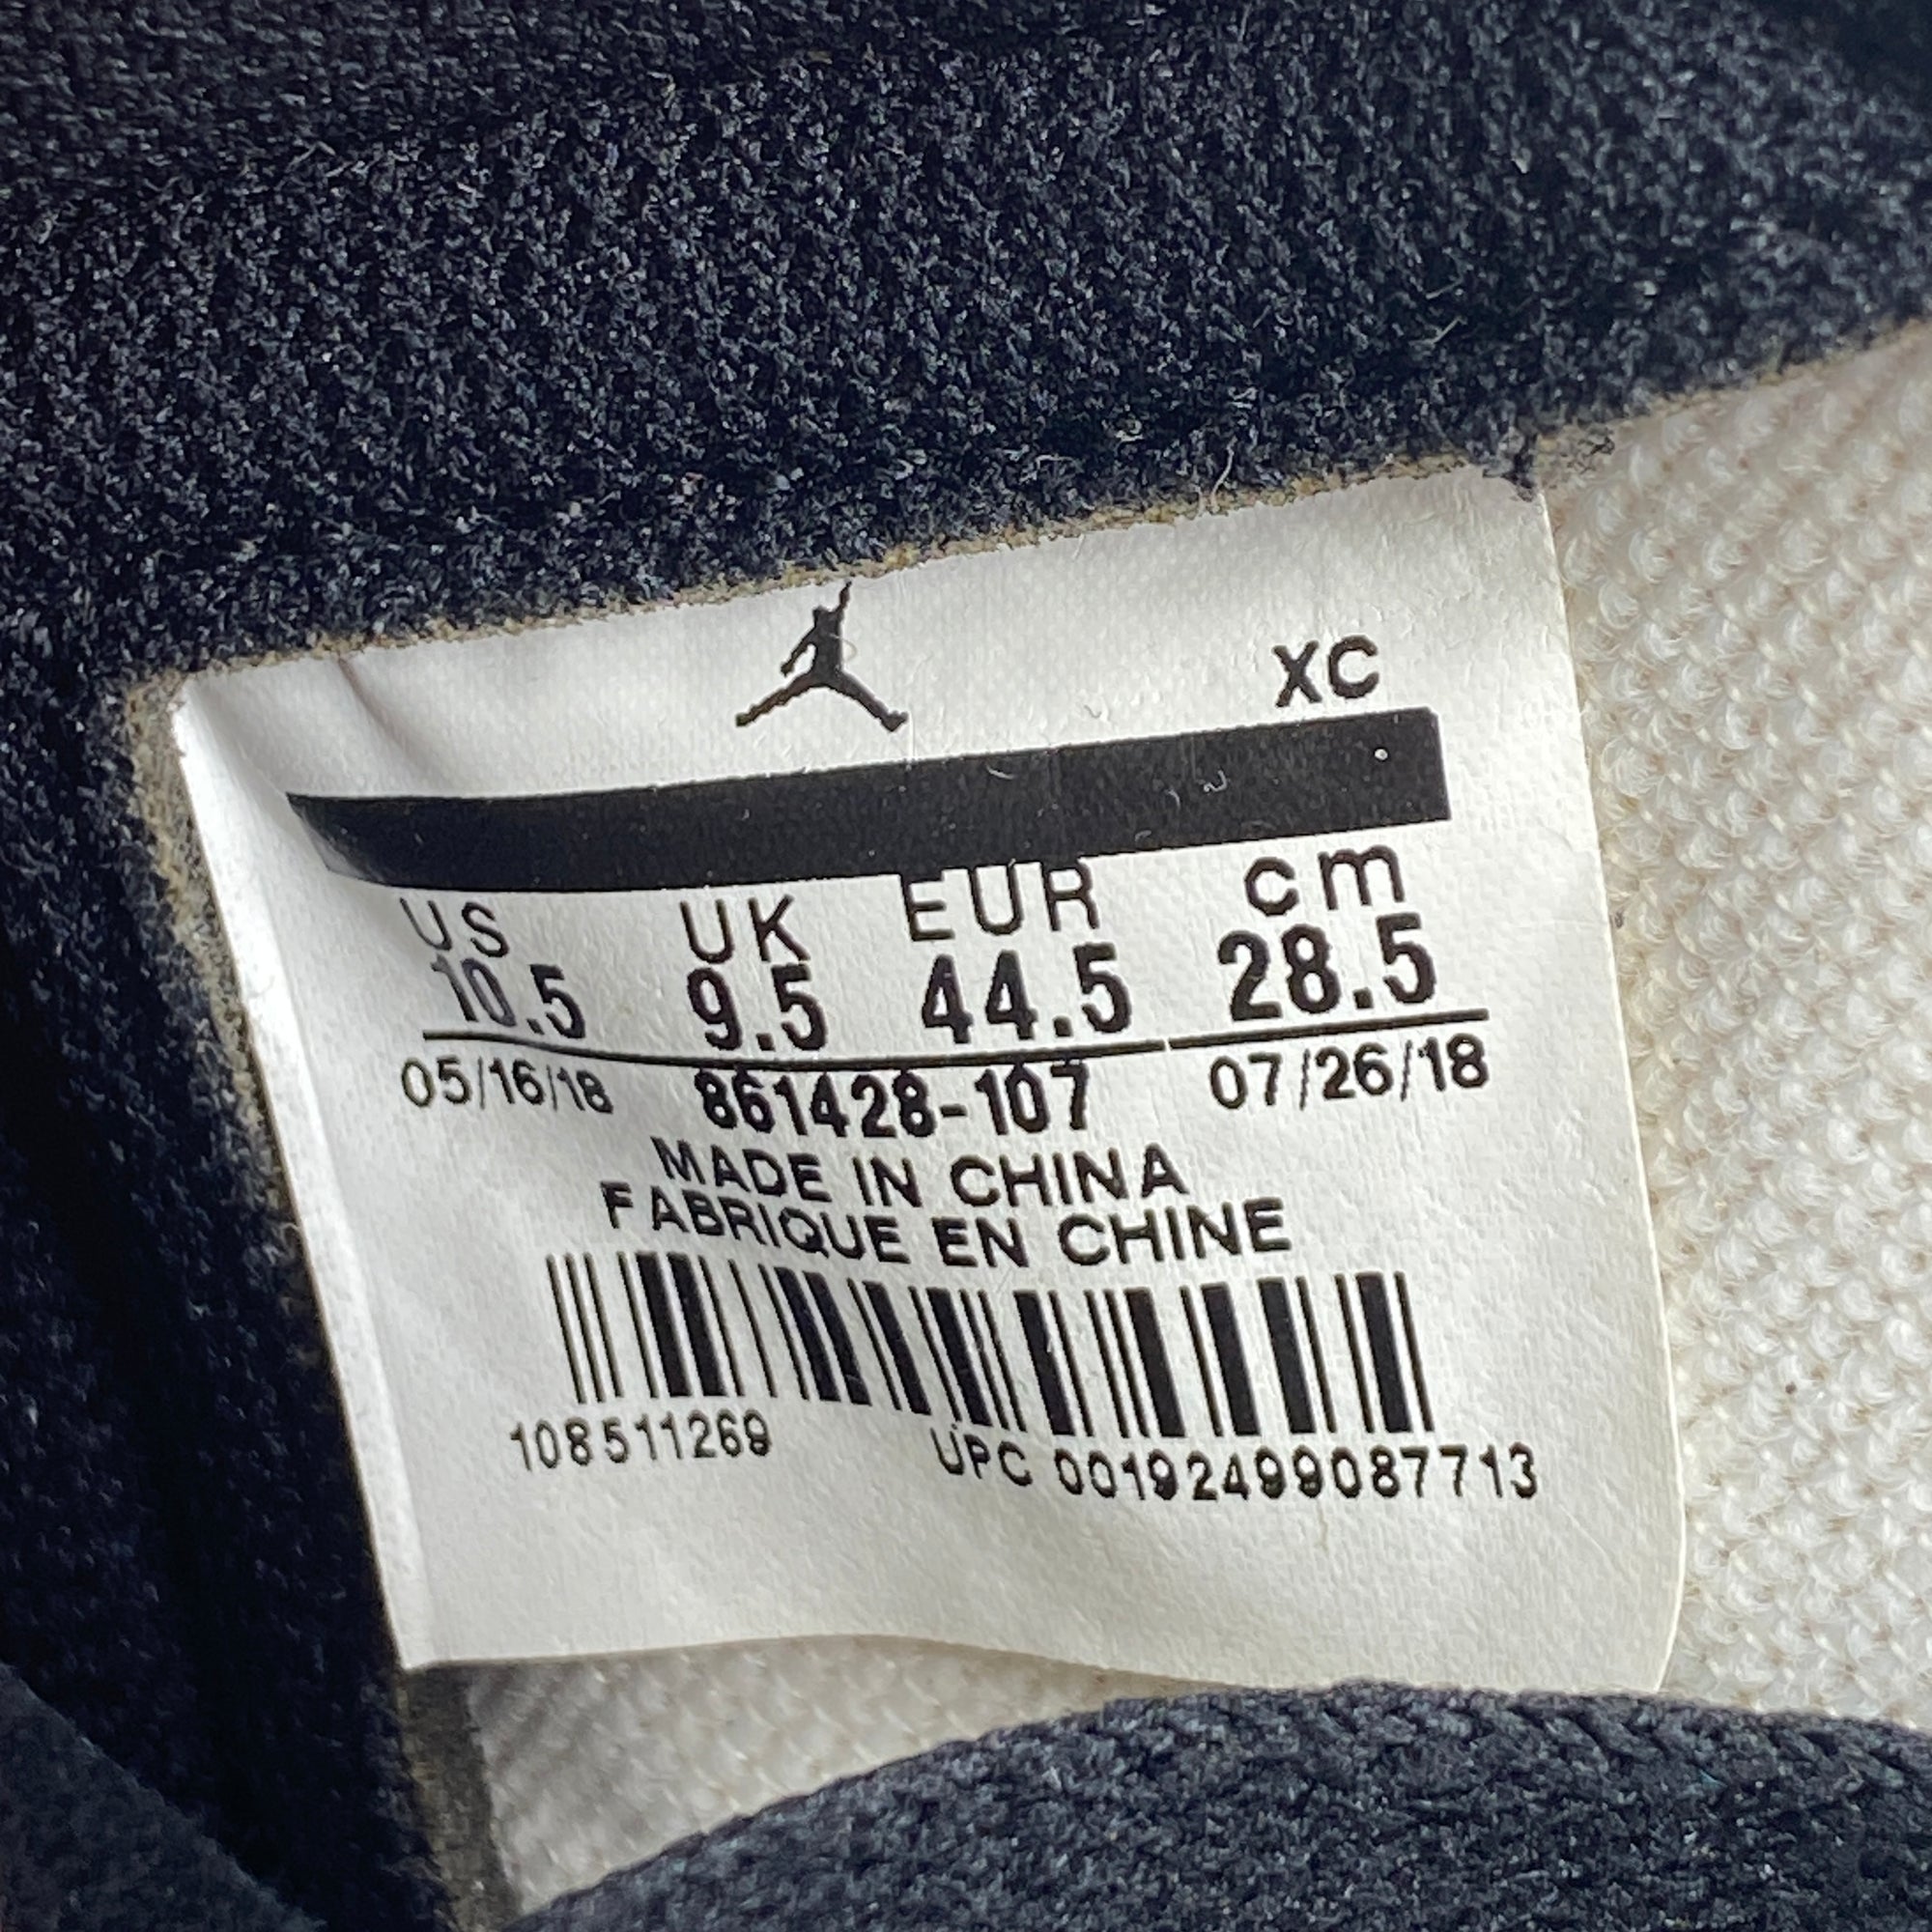 XC
US UK EUR cm
10.5 9.5 44.5 28.5
05/16/18 861428-107 07/26/18
MADE IN CHINA
FABRIQUE EN CHINE
108511269 UPC 00192499087713